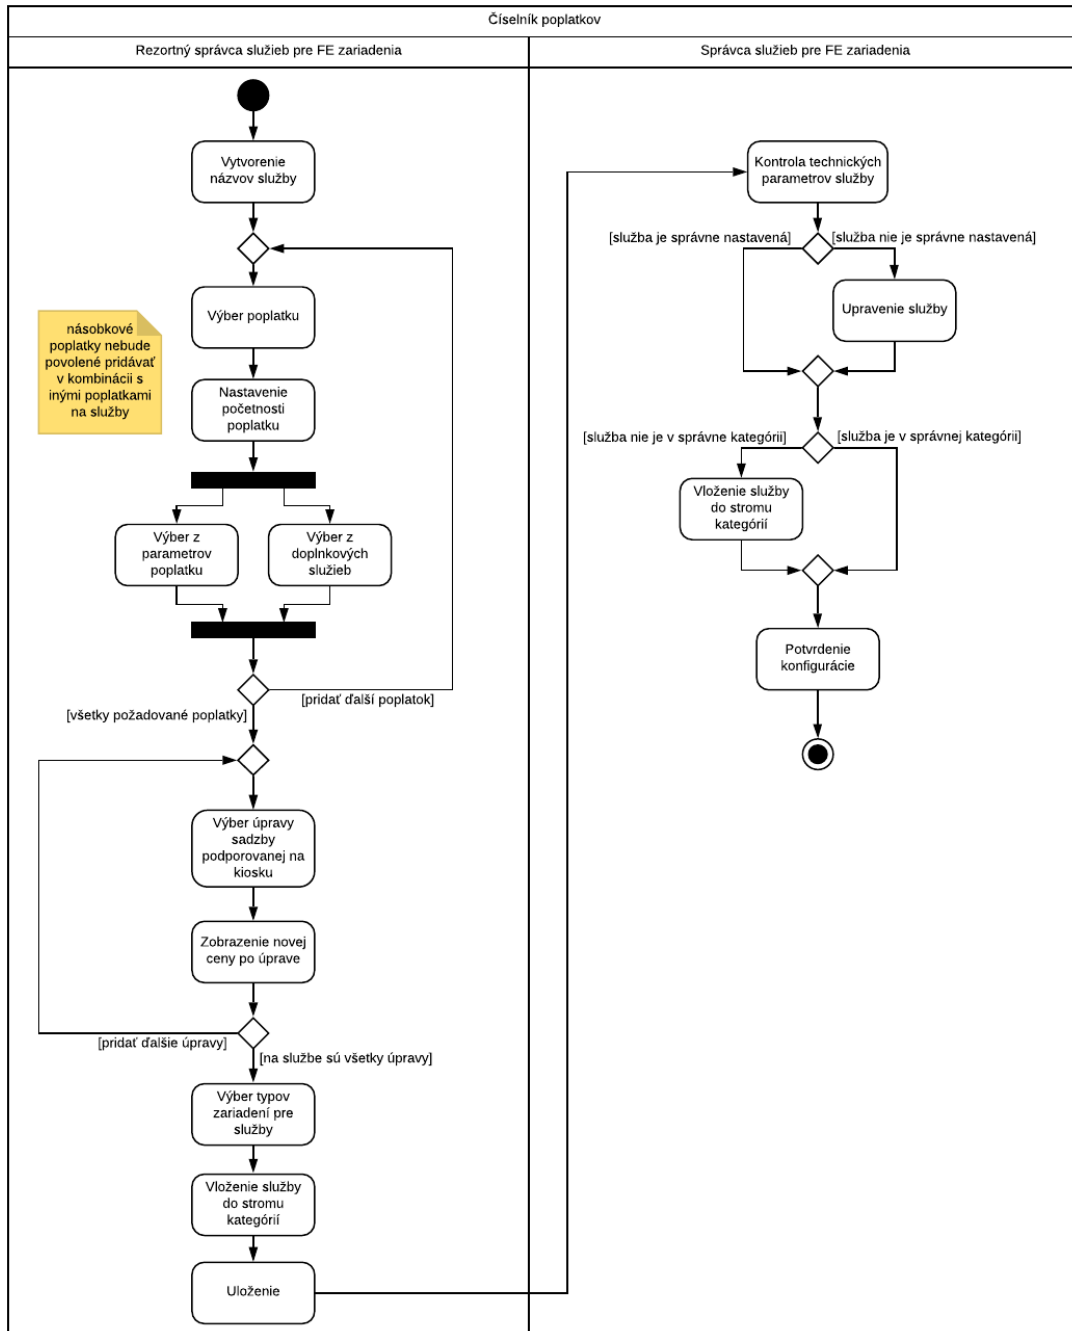 Číselník poplatkov
Rezortný správca služieb pre FE zariadenia
Správca služieb pre FE zariadenia
Vytvorenie
názvov služby
Výber poplatku
násobkové
poplatky nebude
povolené pridávať
v kombinácii s
inými poplatkami
na služby
Nastavenie
početnosti
poplatku
Výber z
parametrov
poplatku
Výber z
doplnkových
služieb
[pridať ďalší poplatok]
[všetky požadované poplatky]
Výber úpravy
sadzby
podporovanej na
kiosku
Zobrazenie novej
ceny po úprave
[pridať ďalšie úpravy]
[na službe sú všetky úpravy]
Výber typov
zariadení pre
služby
Vloženie služby
do stromu
kategórií
Uloženie
Kontrola technických
parametrov služby
[služba je správne nastavená]
[služba nie je správne nastavená]
Upravenie služby
[služba nie je v správne kategórii]
[služba je v správnej kategórii]
Vloženie služby
do stromu
kategórií
Potvrdenie
konfigurácie